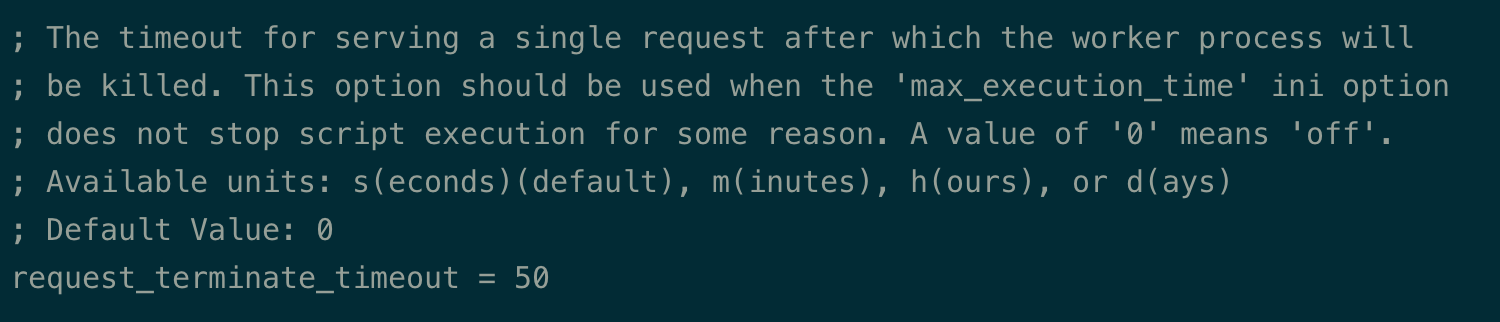 ; The timeout for serving a single request after which the worker process will
; be killed. This option should be used when the 'max_execution_time' ini option
; does not stop script execution for some reason. A value of '0' means 'off'.
; Available units: s(econds)(default), m(inutes), h(ours), or d(ays)
; Default Value: 0
request_terminate_timeout = 50